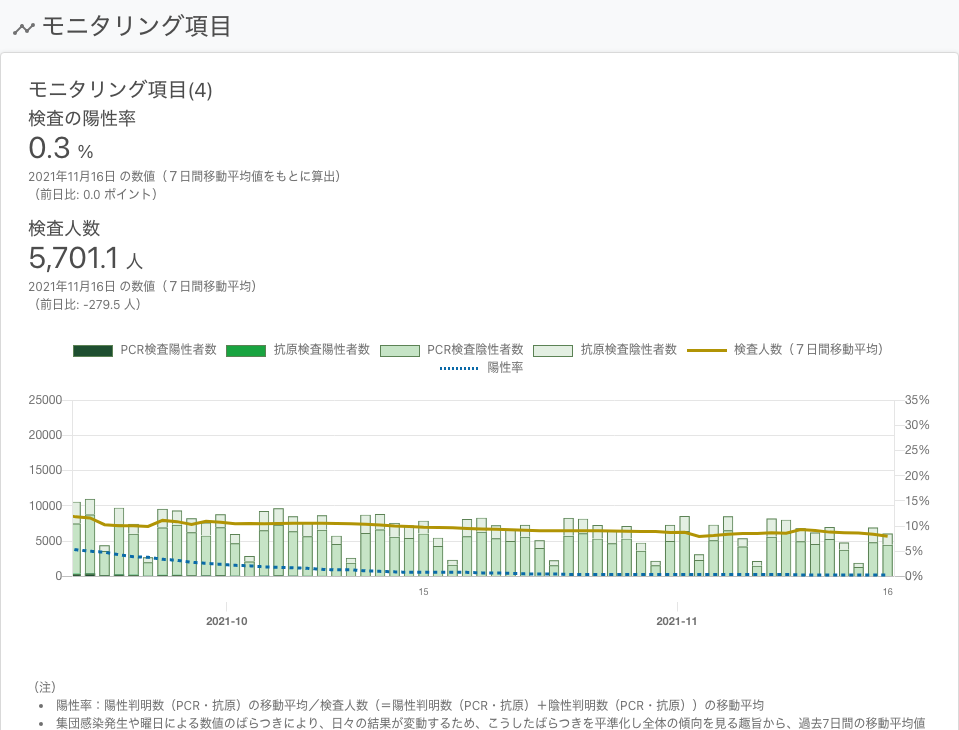 モニタリング項目
モニタリング項目(4)
検査の陽性率
0.3 %
2021年11月16日 の数値（７日間移動平均値をもとに算出）
（前日比: 0.0 ポイント）
検査人数
5,701.1 人
2021年11月16日 の数値（７日間移動平均）
（前日比: -279.5 人）
PCR検査陽性者数 抗原検査陽性者数 PCR検査陰性者数 抗原検査陰性者数 検査人数（７日間移動平均）
陽性率
25000 35%
30%
20000
25%
15000 20%
15%
10000
10%
5000 5%
0 0%
15 16
2021-10 2021-11
（注）
• 陽性率：陽性判明数（PCR・抗原）の移動平均／検査人数（＝陽性判明数（PCR・抗原）＋陰性判明数（PCR・抗原））の移動平均
• 集団感染発生や曜日による数値のばらつきにより、日々の結果が変動するため、こうしたばらつきを平準化し全体の傾向を見る趣旨から、過去7日間の移動平均値